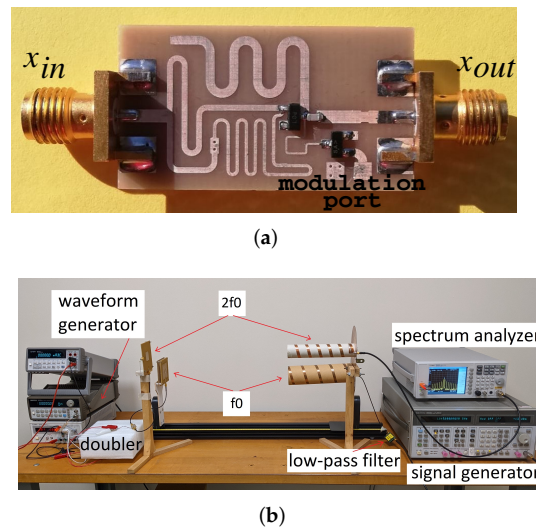 x_in
x_out
modulation
port
(a)
waveform
generator
2f0
spectrum analyzer
f0
doubler
low-pass filter
signal generator
(b)